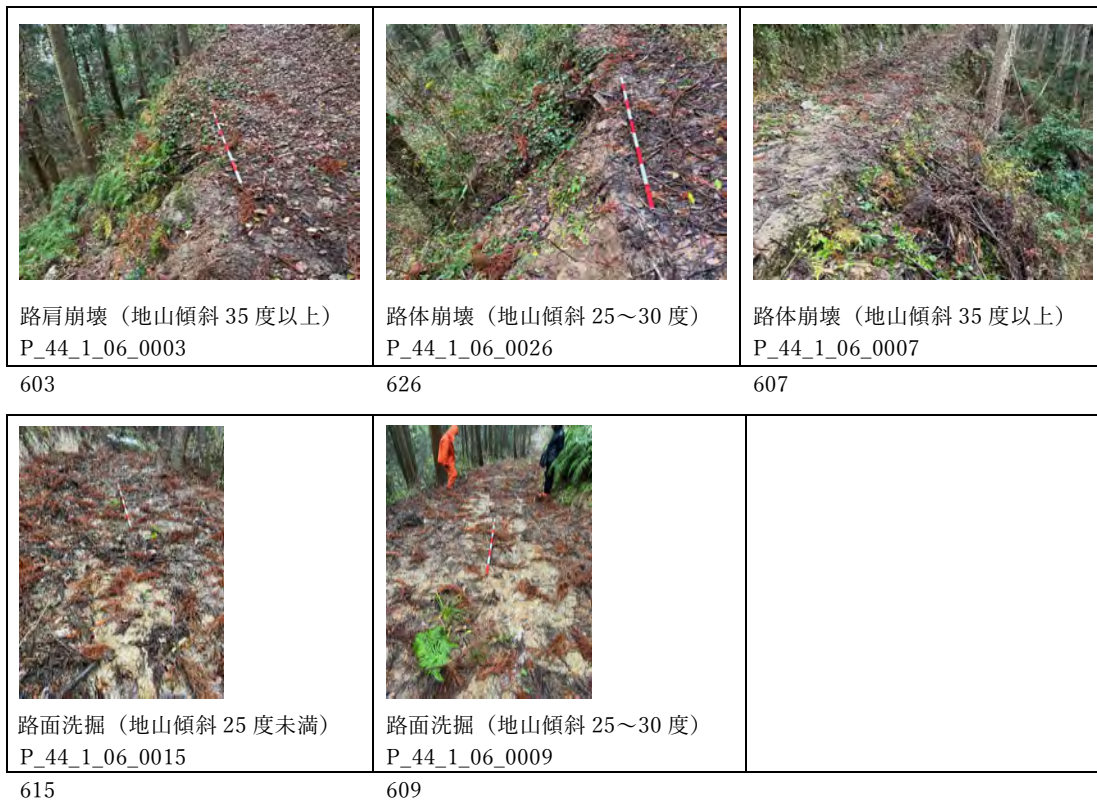 路肩崩壊（地山傾斜 35 度以上）
P_44_1_06_0003
路体崩壊（地山傾斜 25～30 度）
P_44_1_06_0026
路体崩壊（地山傾斜 35 度以上）
P_44_1_06_0007
603
626
607
路面洗掘（地山傾斜 25 度未満）
P_44_1_06_0015
路面洗掘（地山傾斜 25～30 度）
P_44_1_06_0009
615
609